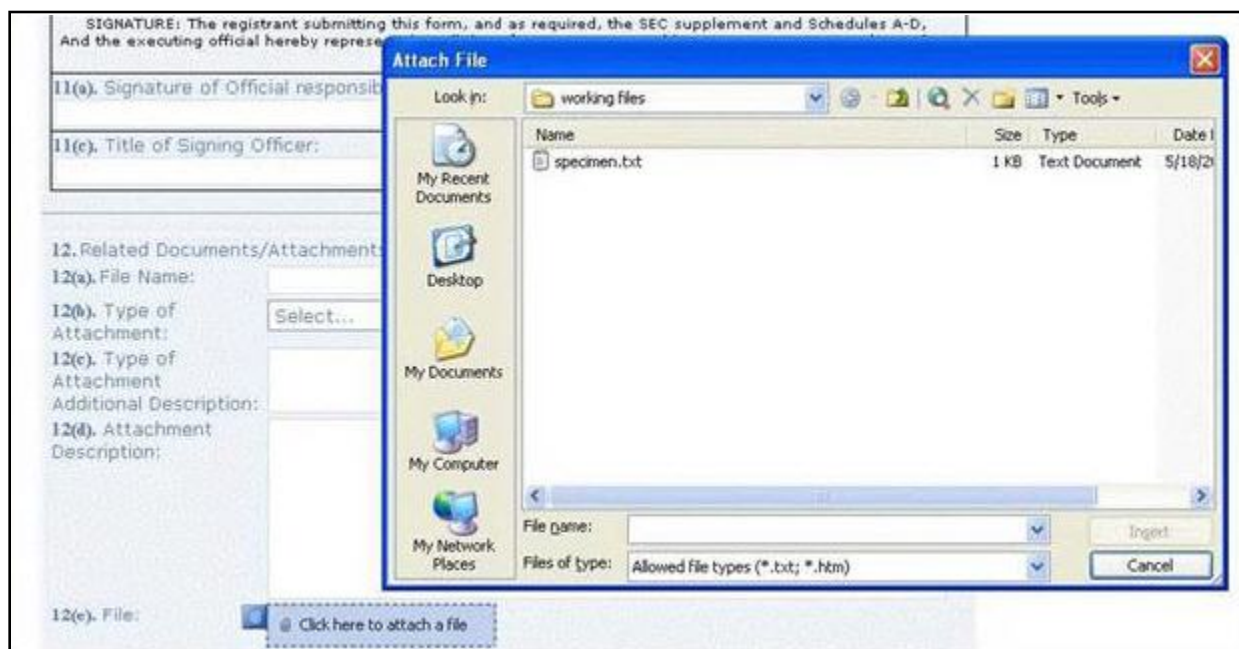 SIGNATURE: The registrant submitting this form, and as required, the SEC supplement and Schedules A-D,
And the executing official hereby
11(a). Signature of Official
11(c). Title of Signing Officer:
12. Related Documents/Attachments
12(a). File Name:
12(b). Type of
Attachment:
Select...
12(c). Type of
Attachment
Additional Description:
12(d). Attachment
Description:
12(e). File:
Click here to attach a file
Attach File
Look in:
working files
Tools
Name Size Type Date
specimen.txt 1 KB Text Document
My Recent
Documents
Desktop
My Documents
My Computer
My Network
Places
File name:
Insert
Files of type:
Allowed file types (*.txt; *.htm)
Cancel